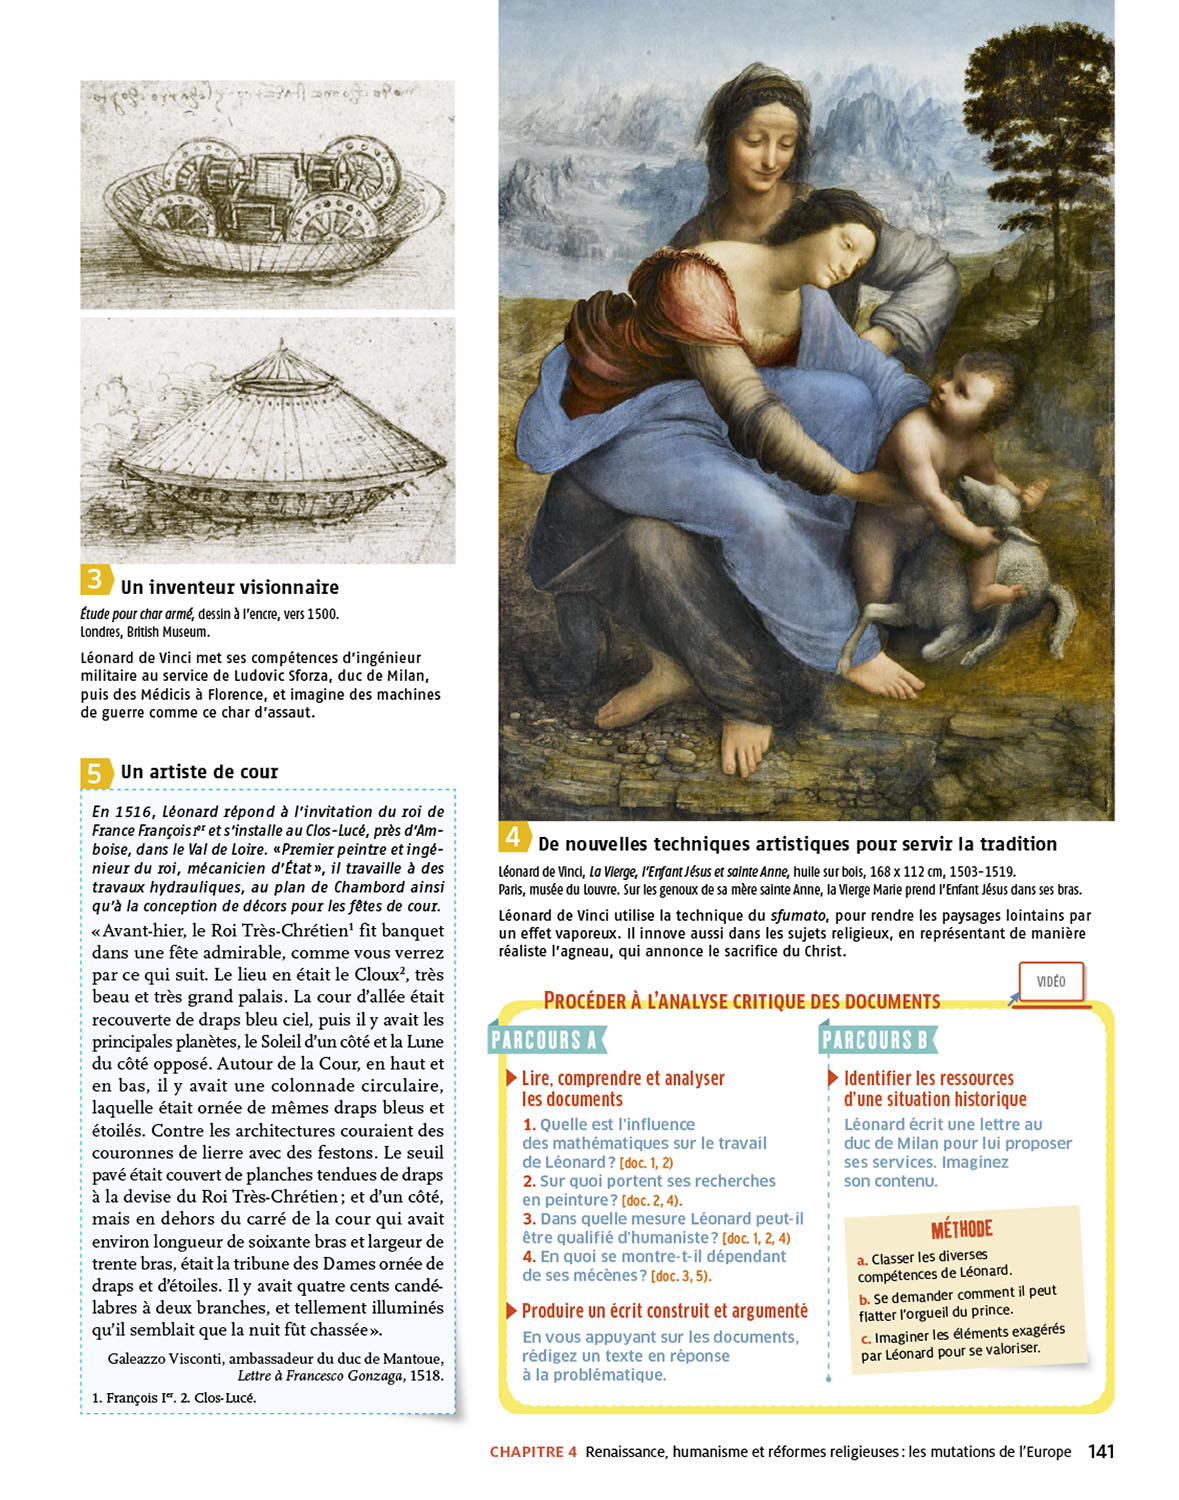 3 Un inventeur visionnaire
Étude pour char armé, dessin à l'encre, vers 1500.
Londres, British Museum.
Léonard de Vinci met ses compétences d'ingénieur
militaire au service de Ludovic Sforza, duc de Milan,
puis des Médicis à Florence, et imagine des machines
de guerre comme ce char d'assaut.
5 Un artiste de cour
En 1516, Léonard répond à l'invitation du roi de
France François Ier et s'installe au Clos-Lucé, près d'Am-
boise, dans le Val de Loire. «Premier peintre et ingé-
nieur du roi, mécanicien d'État», il travaille à des
travaux hydrauliques, au plan de Chambord ainsi
qu'à la conception de décors pour les fêtes de cour.
«Avant-hier, le Roi Très-Chrétien¹ fit banquet
dans une fête admirable, comme vous verrez
par ce qui suit. Le lieu en était le Cloux², très
beau et très grand palais. La cour d'allée était
recouverte de draps bleu ciel, puis il y avait les
principales planètes, le Soleil d'un côté et la Lune
du côté opposé. Autour de la Cour, en haut et
en bas, il y avait une colonnade circulaire,
laquelle était ornée de mêmes draps bleus et
étoilés. Contre les architectures couraient des
couronnes de lierre avec des festons. Le seuil
pavé était couvert de planches tendues de draps
à la devise du Roi Très-Chrétien ; et d'un côté,
mais en dehors du carré de la cour qui avait
environ longueur de soixante bras et largeur de
trente bras, était la tribune des Dames ornée de
draps et d'étoiles. Il y avait quatre cents candé-
labres à deux branches, et tellement illuminés
qu'il semblait que la nuit fût chassée».
Galeazzo Visconti, ambassadeur du duc de Mantoue,
Lettre à Francesco Gonzaga, 1518.
1. François Ier. 2. Clos-Lucé.
4 De nouvelles techniques artistiques pour servir la tradition
Léonard de Vinci, La Vierge, l'Enfant Jésus et sainte Anne, huile sur bois, 168 x 112 cm, 1503-1519.
Paris, musée du Louvre. Sur les genoux de sa mère sainte Anne, la Vierge Marie prend l'Enfant Jésus dans ses bras.
Léonard de Vinci utilise la technique du sfumato, pour rendre les paysages lointains par
un effet vaporeux. Il innove aussi dans les sujets religieux, en représentant de manière
réaliste l'agneau, qui annonce le sacrifice du Christ.
VIDÉO
PROCÉDER À L'ANALYSE CRITIQUE DES DOCUMENTS
PARCOURS A
Lire, comprendre et analyser
les documents
1. Quelle est l'influence
des mathématiques sur le travail
de Léonard ? [doc. 1, 2)
2. Sur quoi portent ses recherches
en peinture ? [doc. 2, 4).
3. Dans quelle mesure Léonard peut-il
être qualifié d'humaniste ? [doc. 1, 2, 4)
4. En quoi se montre-t-il dépendant
de ses mécènes ? [doc. 3, 5).
Produire un écrit construit et argumenté
En vous appuyant sur les documents,
rédigez un texte en réponse
à la problématique.
PARCOURS B
Identifier les ressources
d'une situation historique
Léonard écrit une lettre au
duc de Milan pour lui proposer
ses services. Imaginez
son contenu.
MÉTHODE
a. Classer les diverses
compétences de Léonard.
b. Se demander comment il peut
flatter l'orgueil du prince.
c. Imaginer les éléments exagérés
par Léonard pour se valoriser.
CHAPITRE 4 Renaissance, humanisme et réformes religieuses : les mutations de l'Europe 141